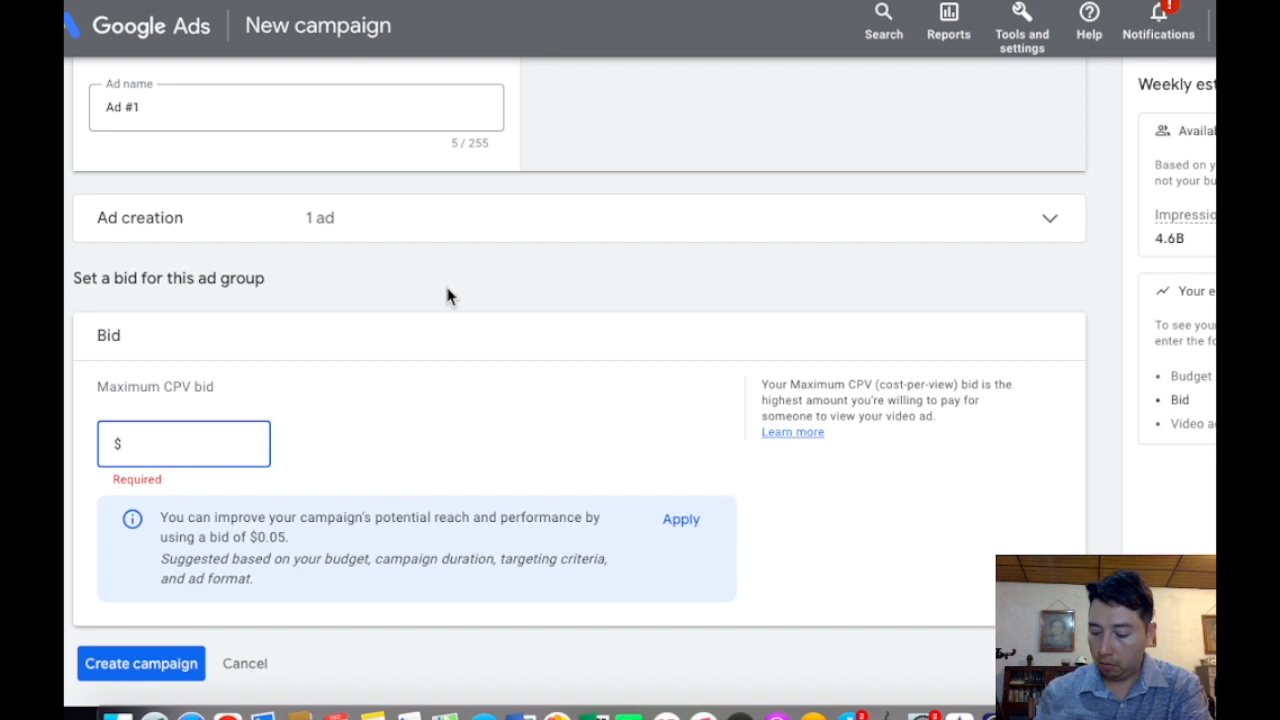 Google Ads
New campaign
Search
Reports
Tools and
settings
Help
!
Notifications
Ad name
Ad #1
5 / 255
Ad creation
1 ad
Set a bid for this ad group
Bid
Maximum CPV bid
$
Required
Your Maximum CPV (cost-per-view) bid is the
highest amount you're willing to pay for
someone to view your video ad.
Learn more
You can improve your campaign's potential reach and performance by
using a bid of $0.05.
Suggested based on your budget, campaign duration, targeting criteria,
and ad format.
Apply
Create campaign
Cancel
Weekly est
Availa
Based on y
not your bu
Impressio
4.6B
Your e
To see your
enter the fo
• Budget
• Bid
• Video a